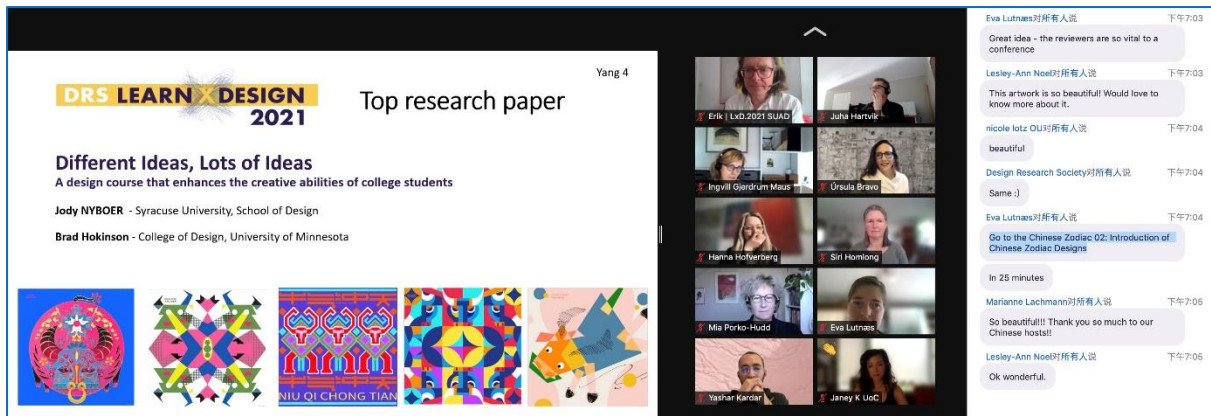 Yang 4
DRS LEARN X DESIGN
2021
Top research paper
Different Ideas, Lots of Ideas
A design course that enhances the creative abilities of college students
Jody NYBOER - Syracuse University, School of Design
Brad Hokinson - College of Design, University of Minnesota
NIU QI CHONG TIAN
Erik | LxD.2021 SUAD
Juha Hartvik
Ingvill Gjerdrum Maus
Úrsula Bravo
Hanna Hofverberg
Siri Homlong
Mia Porko-Hudd
Eva Lutnæs
Yashar Kardar
Janey K UoC
Eva Lutnæs对所有人说 下午7:03
Great idea - the reviewers are so vital to a
conference
Lesley-Ann Noel对所有人说 下午7:03
This artwork is so beautiful! Would love to
know more about it.
nicole lotz OU对所有人说 下午7:04
beautiful
Design Research Society对所有人说 下午7:04
Same :)
Eva Lutnæs对所有人说 下午7:04
Go to the Chinese Zodiac 02: Introduction of
Chinese Zodiac Designs
In 25 minutes
Marianne Lachmann对所有人说 下午7:05
So beautiful!!! Thank you so much to our
Chinese hosts!!
Lesley-Ann Noel对所有人说 下午7:05
Ok wonderful.